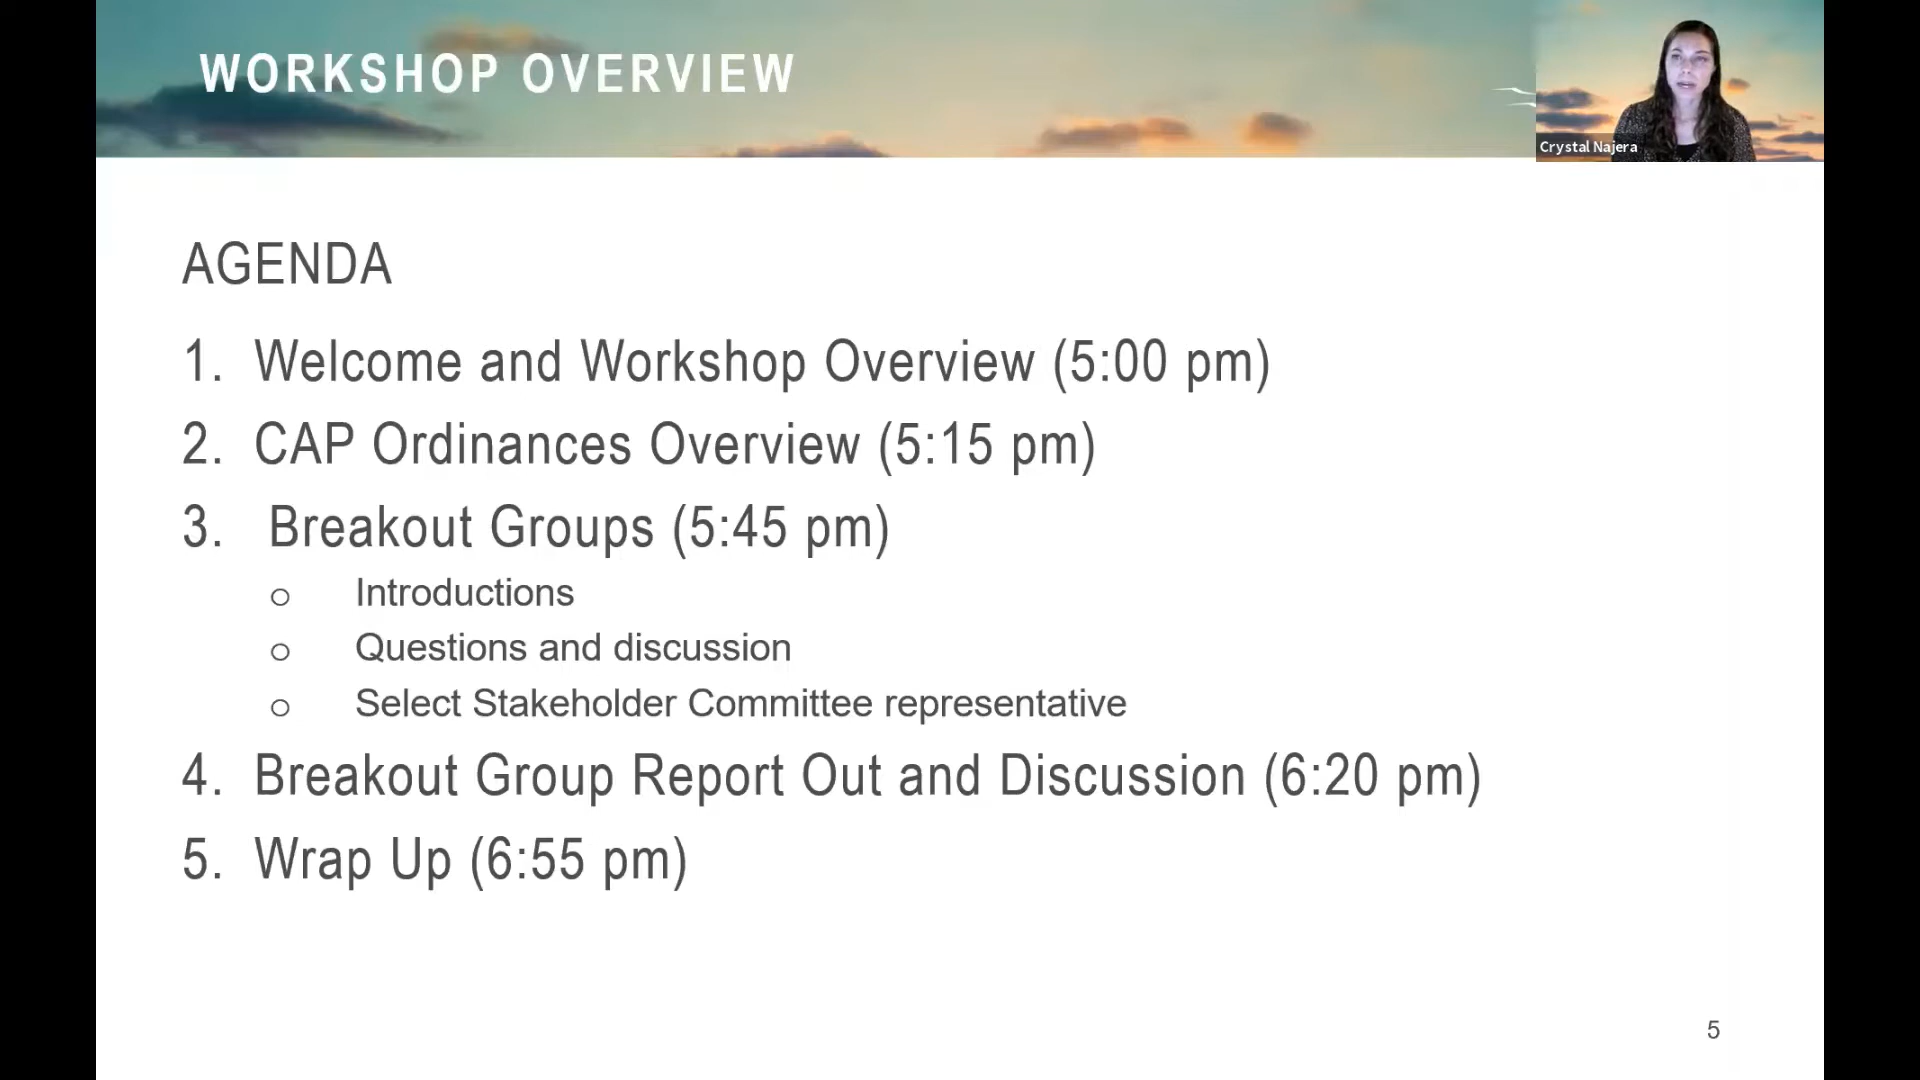 WORKSHOP OVERVIEW
Crystal Najera
AGENDA
1. Welcome and Workshop Overview (5:00 pm)
2. CAP Ordinances Overview (5:15 pm)
3. Breakout Groups (5:45 pm)
o Introductions
o Questions and discussion
o Select Stakeholder Committee representative
4. Breakout Group Report Out and Discussion (6:20 pm)
5. Wrap Up (6:55 pm)
5